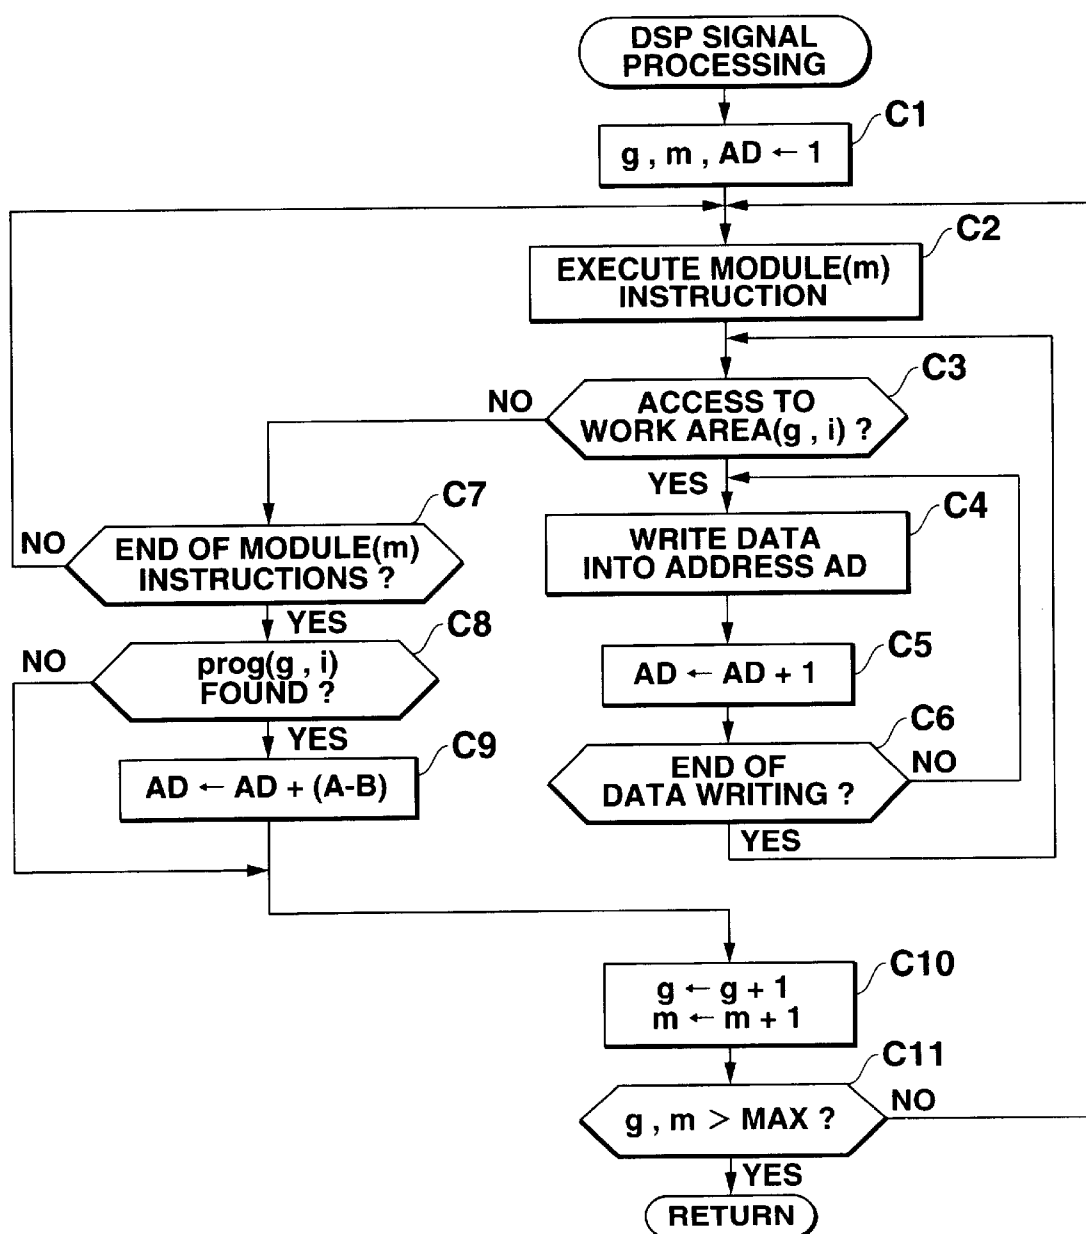 DSP SIGNAL
PROCESSING
C1
g , m , AD ← 1
C2
EXECUTE MODULE(m)
INSTRUCTION
C3
NO
ACCESS TO
WORK AREA(g , i) ?
YES
C7
C4
NO
END OF MODULE(m)
INSTRUCTIONS ?
WRITE DATA
INTO ADDRESS AD
YES
C8
NO
prog(g , i)
FOUND ?
C5
AD ← AD + 1
YES
C9
C6
AD ← AD + (A-B)
END OF
DATA WRITING ?
NO
YES
C10
g ← g + 1
m ← m + 1
C11
g , m > MAX ?
NO
YES
RETURN